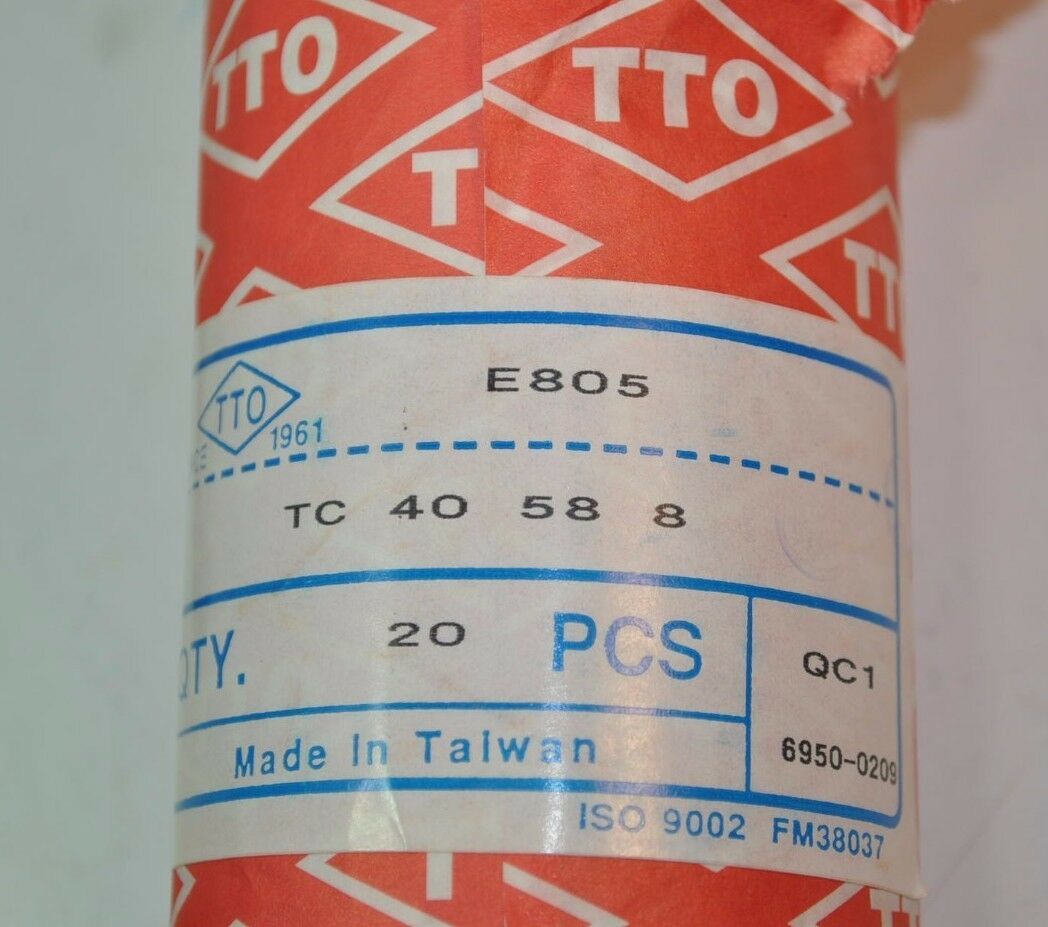 TTO
TTO
T
TT
E805
TTO
1961
CE
TC 40 58 8
QTY. 20 PCS
QC1
6950-0209
Made In Taiwan
ISO 9002 FM38037